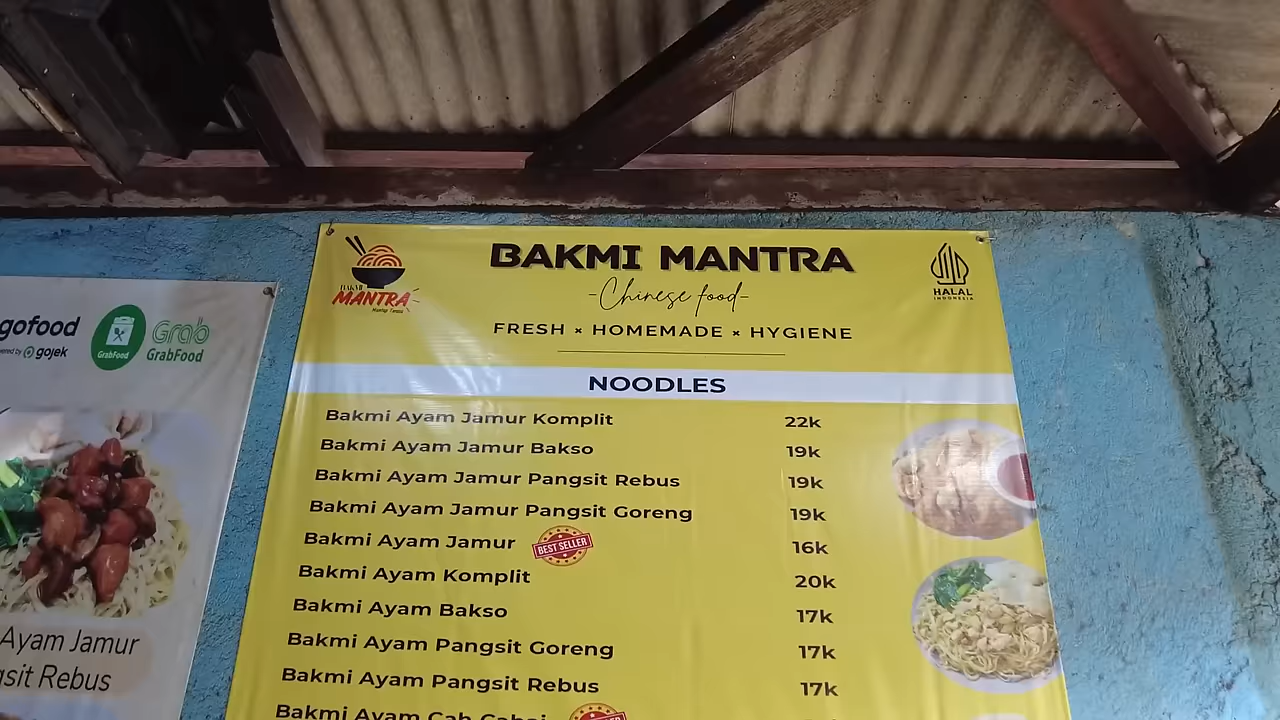 gofood
gojek
GrabFood
Grab
GrabFood
Ayam Jamur
Rebus
BAKMI
MANTRA
BAKMI MANTRA
-Chinese food-
FRESH × HOMEMADE × HYGIENE
HALAL
INDONESIA
NOODLES
Bakmi Ayam Jamur Komplit 22k
Bakmi Ayam Jamur Bakso 19k
Bakmi Ayam Jamur Pangsit Rebus 19k
Bakmi Ayam Jamur Pangsit Goreng 19k
Bakmi Ayam Jamur BEST SELLER 16k
Bakmi Ayam Komplit 20k
Bakmi Ayam Bakso 17k
Bakmi Ayam Pangsit Goreng 17k
Bakmi Ayam Pangsit Rebus 17k
Bakmi Ayam